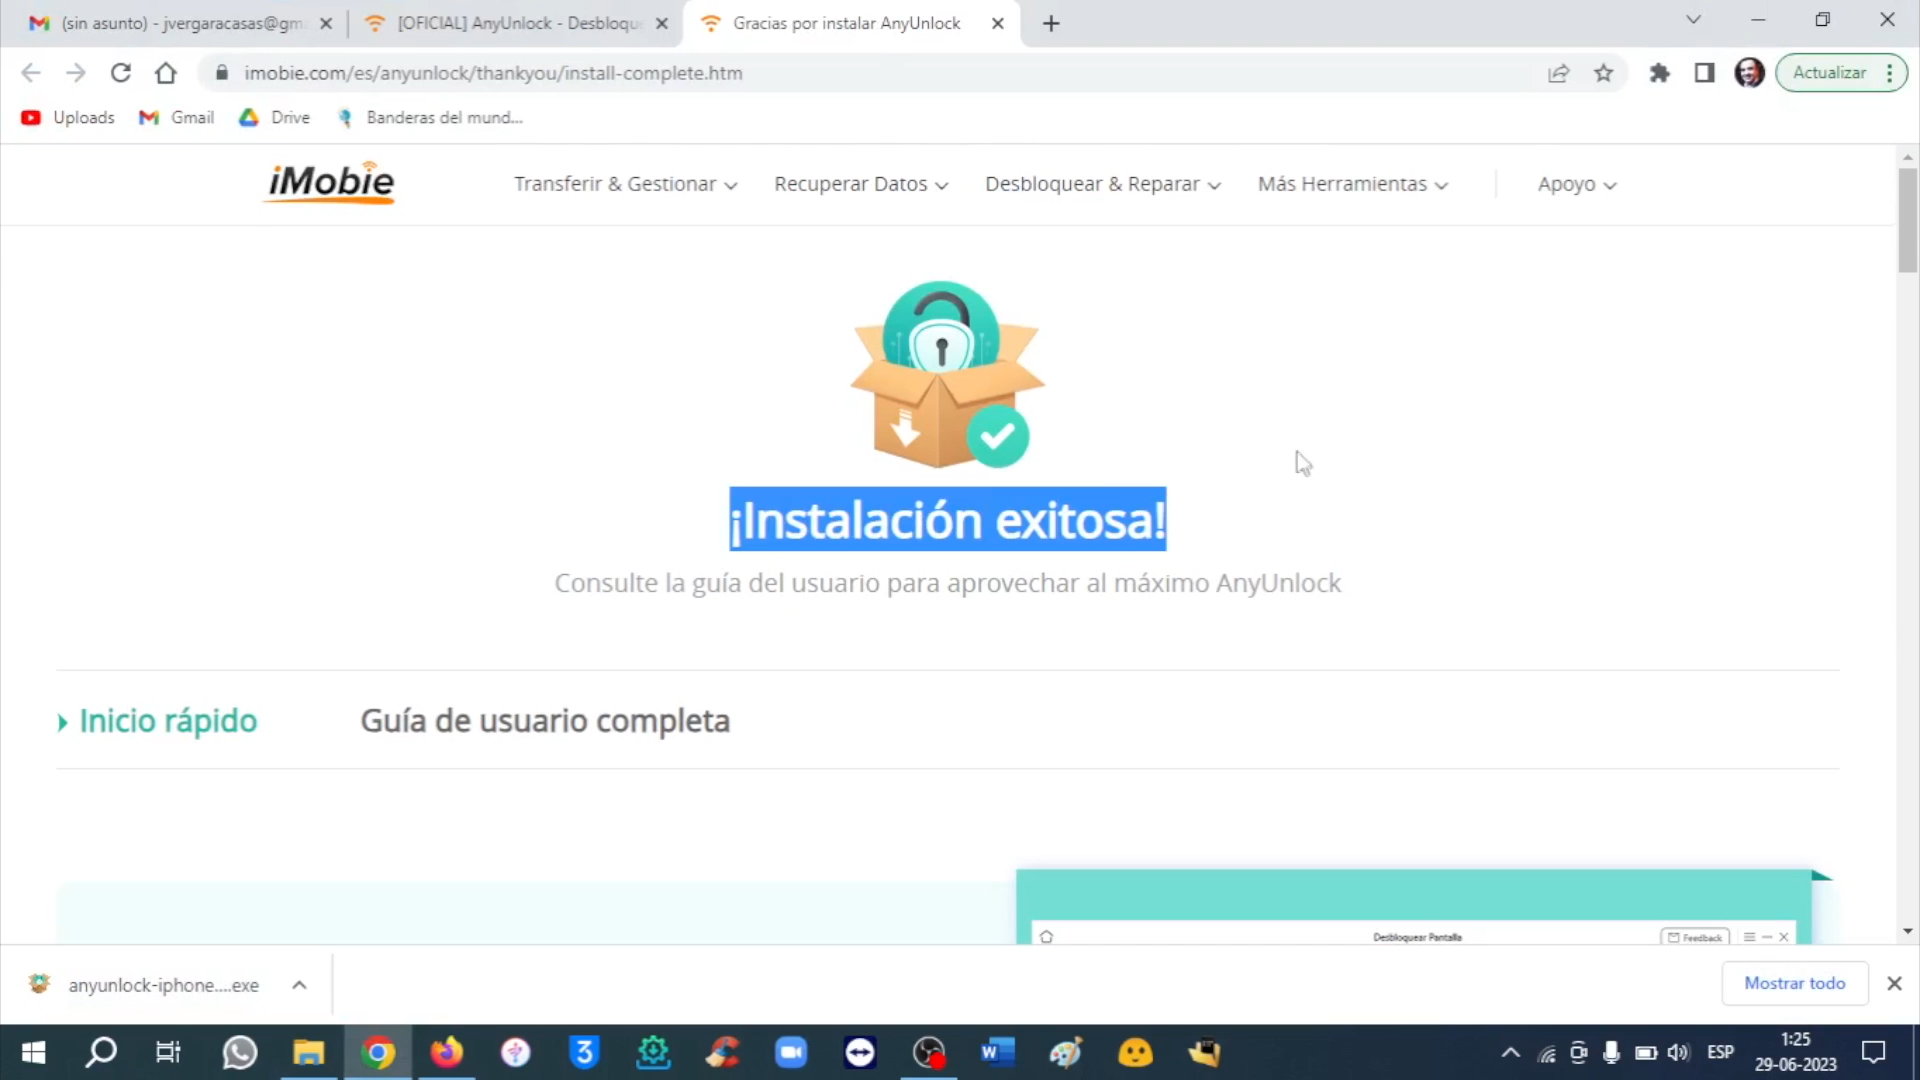 (sin asunto) - jvergaracasas@gm
[OFICIAL] AnyUnlock - Desbloqu
Gracias por instalar AnyUnlock
imobie.com/es/anyunlock/thankyou/install-complete.htm
Actualizar
Uploads
Gmail
Drive
Banderas del mund...
iMobie
Transferir & Gestionar
Recuperar Datos
Desbloquear & Reparar
Más Herramientas
Apoyo
¡Instalación exitosa!
Consulte la guía del usuario para aprovechar al máximo AnyUnlock
Inicio rápido
Guía de usuario completa
Desbloquear Pantalla
Feedback
anyunlock-iphone....exe
Mostrar todo
3
W
ESP
1:25
29-06-2023